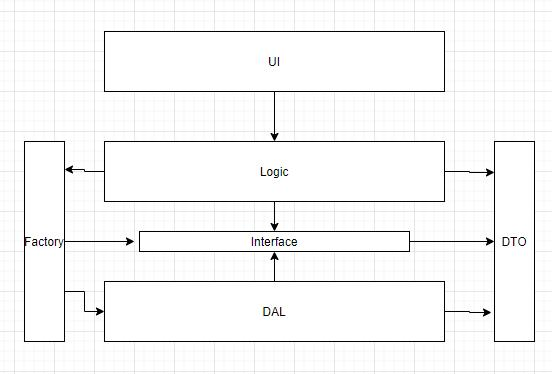 UI
Logic
Factory
Interface
DTO
DAL